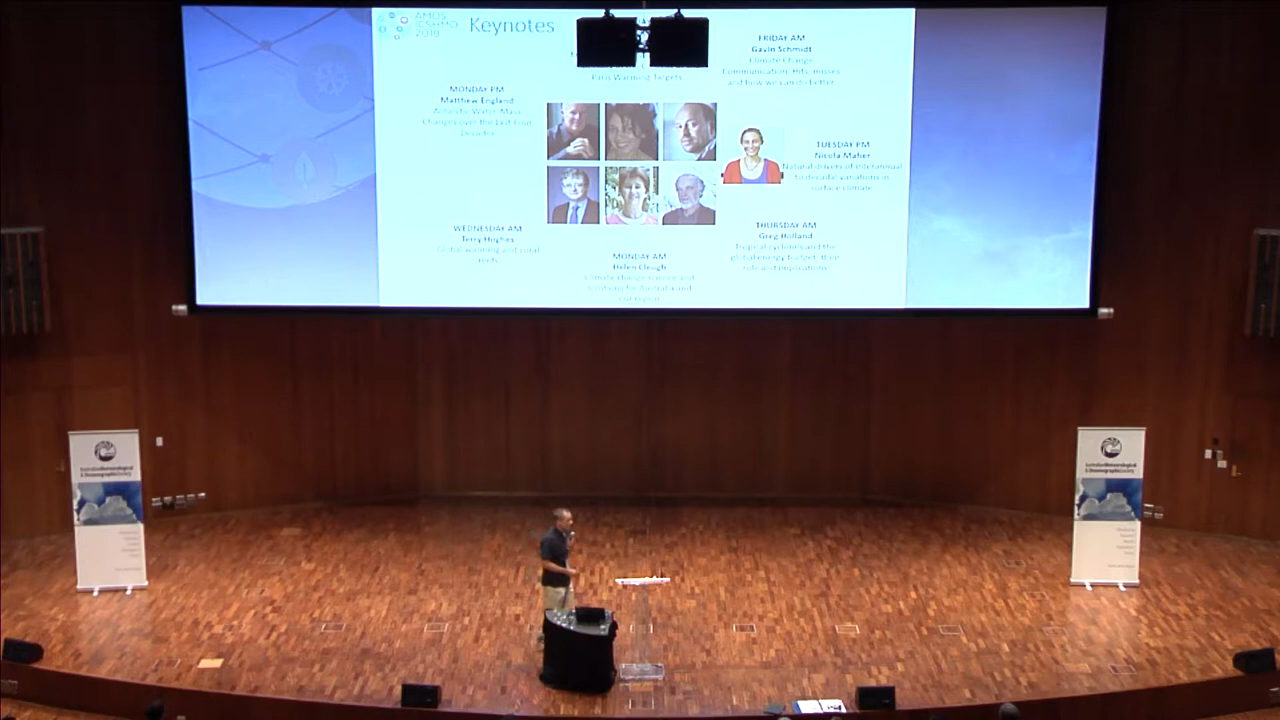 AMOS
ICSHMO
2018
Keynotes
Paris Warming Targets
FRIDAY AM
Gavin Schmidt
Climate Change
Communication: Hits, misses
and how we can do better
MONDAY PM
Matthew England
Antarctic Water-Mass
Changes over the Last Four
Decades
TUESDAY PM
Nicola Maher
Natural drivers of interannual
to decadal variations in
surface climate
WEDNESDAY AM
Terry Hughes
Global warming and coral
reefs
THURSDAY AM
Greg Holland
Tropical cyclones and the
global energy budget: their
role and implications
MONDAY AM
Helen Cleugh
Climate change science and
solutions for Australia and
our region
AustralianMeteorological
& OceanographicSociety
AustralianMeteorological
& OceanographicSociety